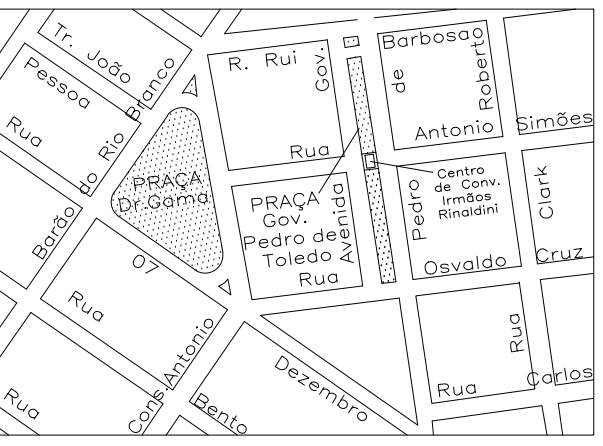 Tr. João
Pessoa
Rua
Barão do Rio Branco
R. Rui Barbosa
Gov.
Avenida
de
Pedro
Roberto
Simões
Rua Antonio
PRAÇA
Dr.Gama
PRAÇA
Gov.
Pedro de
Toledo
Centro
de Conv.
Irmãos
Rinaldini
Clark
Rua Osvaldo Cruz
07
Rua
Rua
Cons.Antonio
Bento
Dezembro
Rua
Rua Carlos